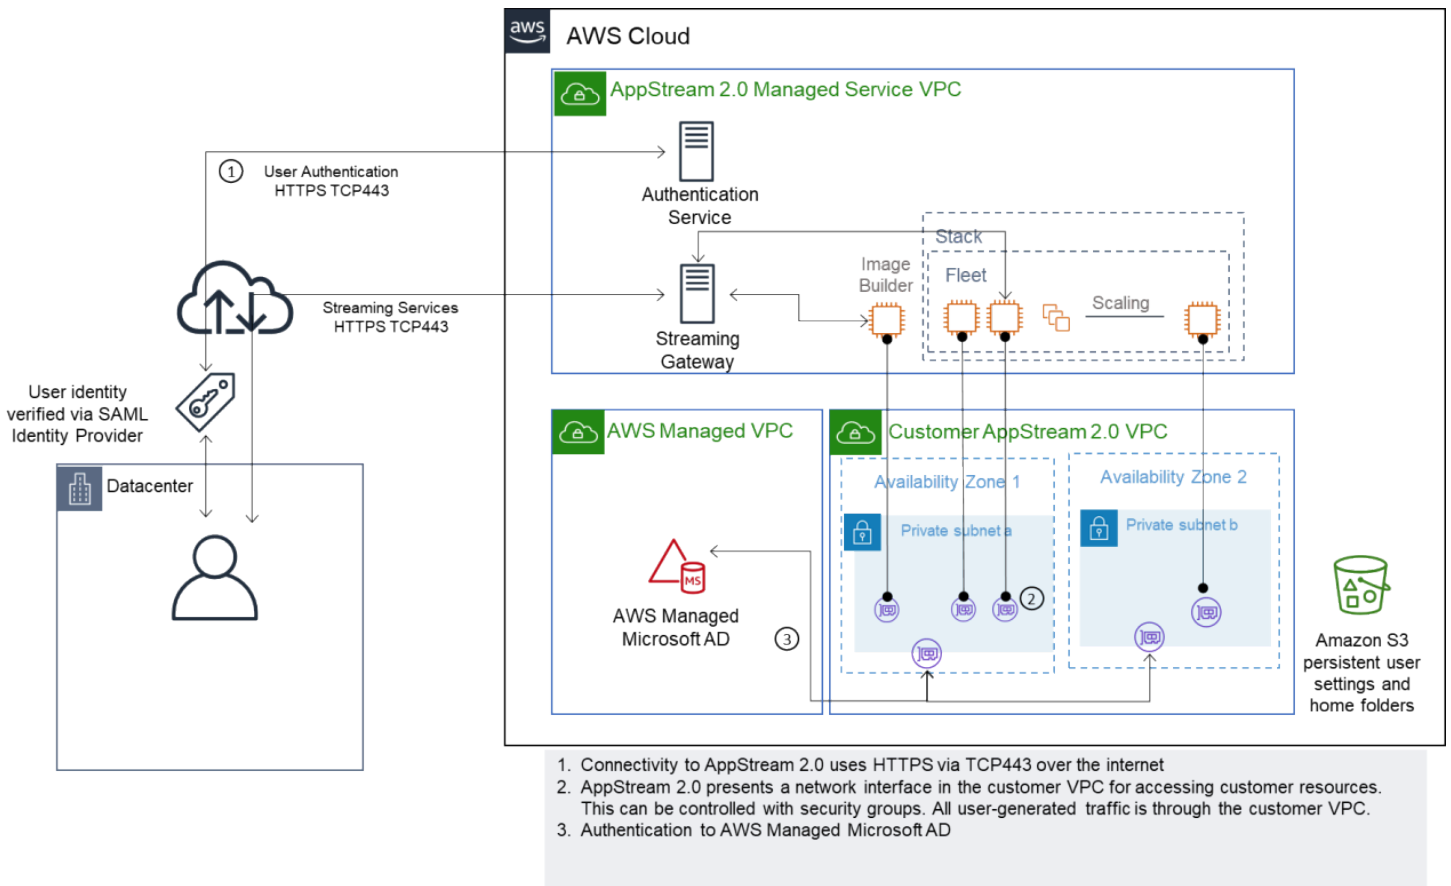 aws
AWS Cloud
AppStream 2.0 Managed Service VPC
1
User Authentication
HTTPS TCP443
Authentication
Service
Stack
Image
Builder
Fleet
Scaling
Streaming Services
HTTPS TCP443
Streaming
Gateway
User identity
verified via SAML
Identity Provider
AWS Managed VPC
Customer AppStream 2.0 VPC
Datacenter
Availability Zone 1
Availability Zone 2
Private subnet a
Private subnet b
MS
2
AWS Managed
Microsoft AD
3
Amazon S3
persistent user
settings and
home folders
1. Connectivity to AppStream 2.0 uses HTTPS via TCP443 over the internet
2. AppStream 2.0 presents a network interface in the customer VPC for accessing customer resources.
This can be controlled with security groups. All user-generated traffic is through the customer VPC.
3. Authentication to AWS Managed Microsoft AD